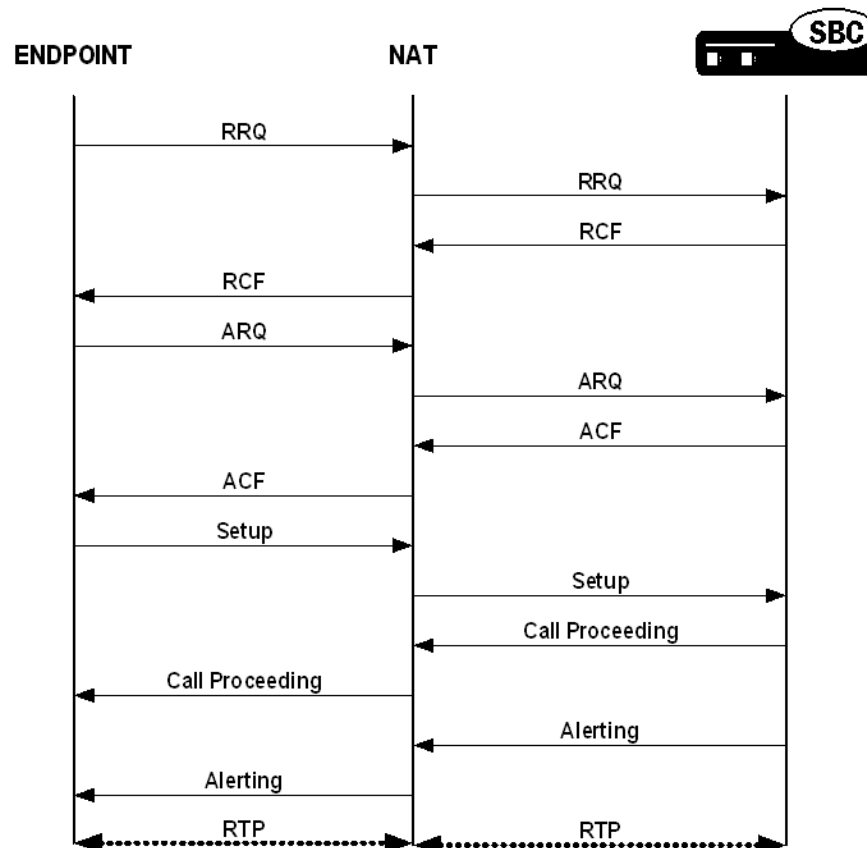 SBC
ENDPOINT NAT
RRQ
RRQ
RCF
RCF
ARQ
ARQ
ACF
ACF
Setup
Setup
Call Proceeding
Call Proceeding
Alerting
Alerting
RTP RTP